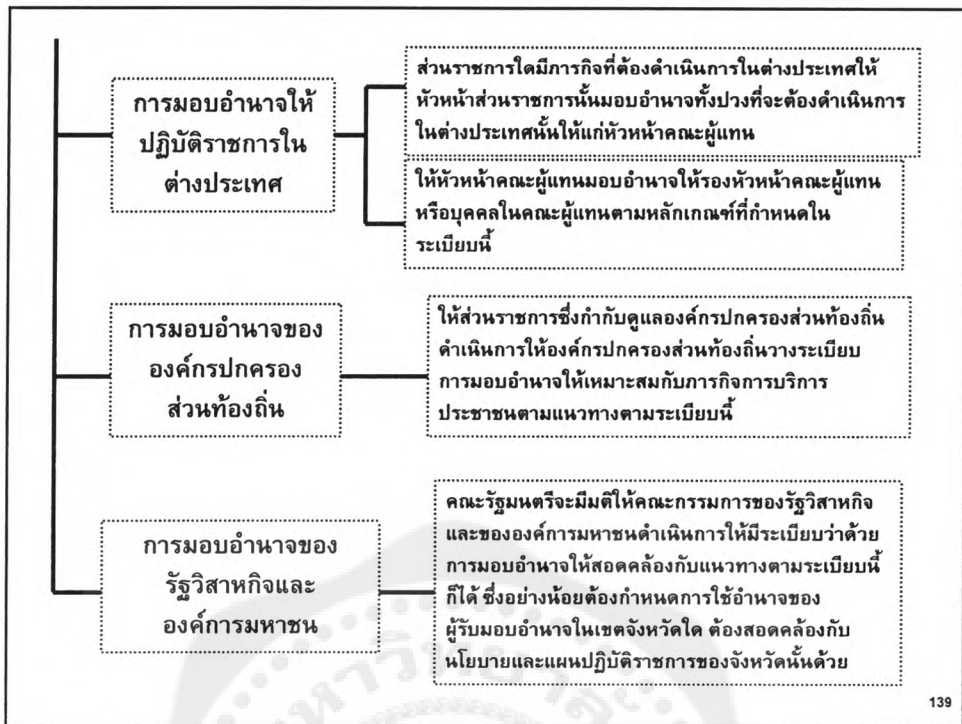 การมอบอำนาจให้
ปฏิบัติราชการใน
ต่างประเทศ
ส่วนราชการใดมีภารกิจที่ต้องดำเนินการในต่างประเทศให้
หัวหน้าส่วนราชการนั้นมอบอำนาจทั้งปวงที่จะต้องดำเนินการ
ในต่างประเทศนั้นให้แก่หัวหน้าคณะผู้แทน
ให้หัวหน้าคณะผู้แทนมอบอำนาจให้รองหัวหน้าคณะผู้แทน
หรือบุคคลในคณะผู้แทนตามหลักเกณฑ์ที่กำหนดใน
ระเบียบนี้
การมอบอำนาจของ
องค์กรปกครอง
ส่วนท้องถิ่น
ให้ส่วนราชการซึ่งกำกับดูแลองค์กรปกครองส่วนท้องถิ่น
ดำเนินการให้องค์กรปกครองส่วนท้องถิ่นวางระเบียบ
การมอบอำนาจให้เหมาะสมกับภารกิจการบริการ
ประชาชนตามแนวทางตามระเบียบนี้
การมอบอำนาจของ
รัฐวิสาหกิจและ
องค์การมหาชน
คณะรัฐมนตรีจะมีมติให้คณะกรรมการของรัฐวิสาหกิจ
และขององค์การมหาชนดำเนินการให้มีระเบียบว่าด้วย
การมอบอำนาจให้สอดคล้องกับแนวทางตามระเบียบนี้
ก็ได้ ซึ่งอย่างน้อยต้องกำหนดการใช้อำนาจของ
ผู้รับมอบอำนาจในเขตจังหวัดใด ต้องสอดคล้องกับ
นโยบายและแผนปฏิบัติราชการของจังหวัดนั้นด้วย
139